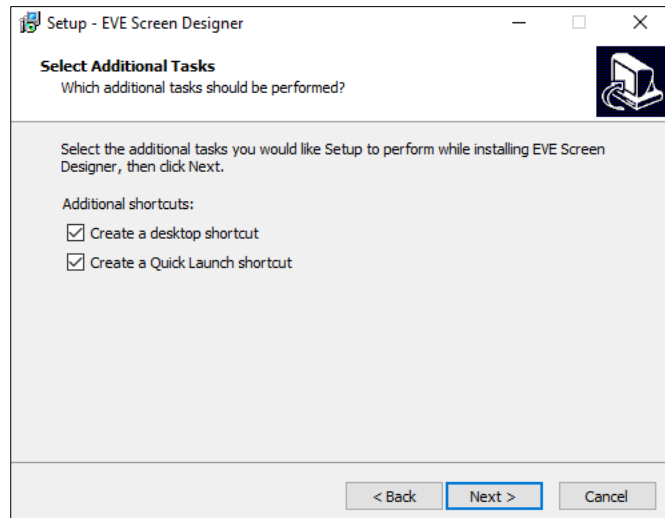 Setup - EVE Screen Designer
Select Additional Tasks
Which additional tasks should be performed?
Select the additional tasks you would like Setup to perform while installing EVE Screen
Designer, then click Next.
Additional shortcuts:
Create a desktop shortcut
Create a Quick Launch shortcut
< Back
Next >
Cancel